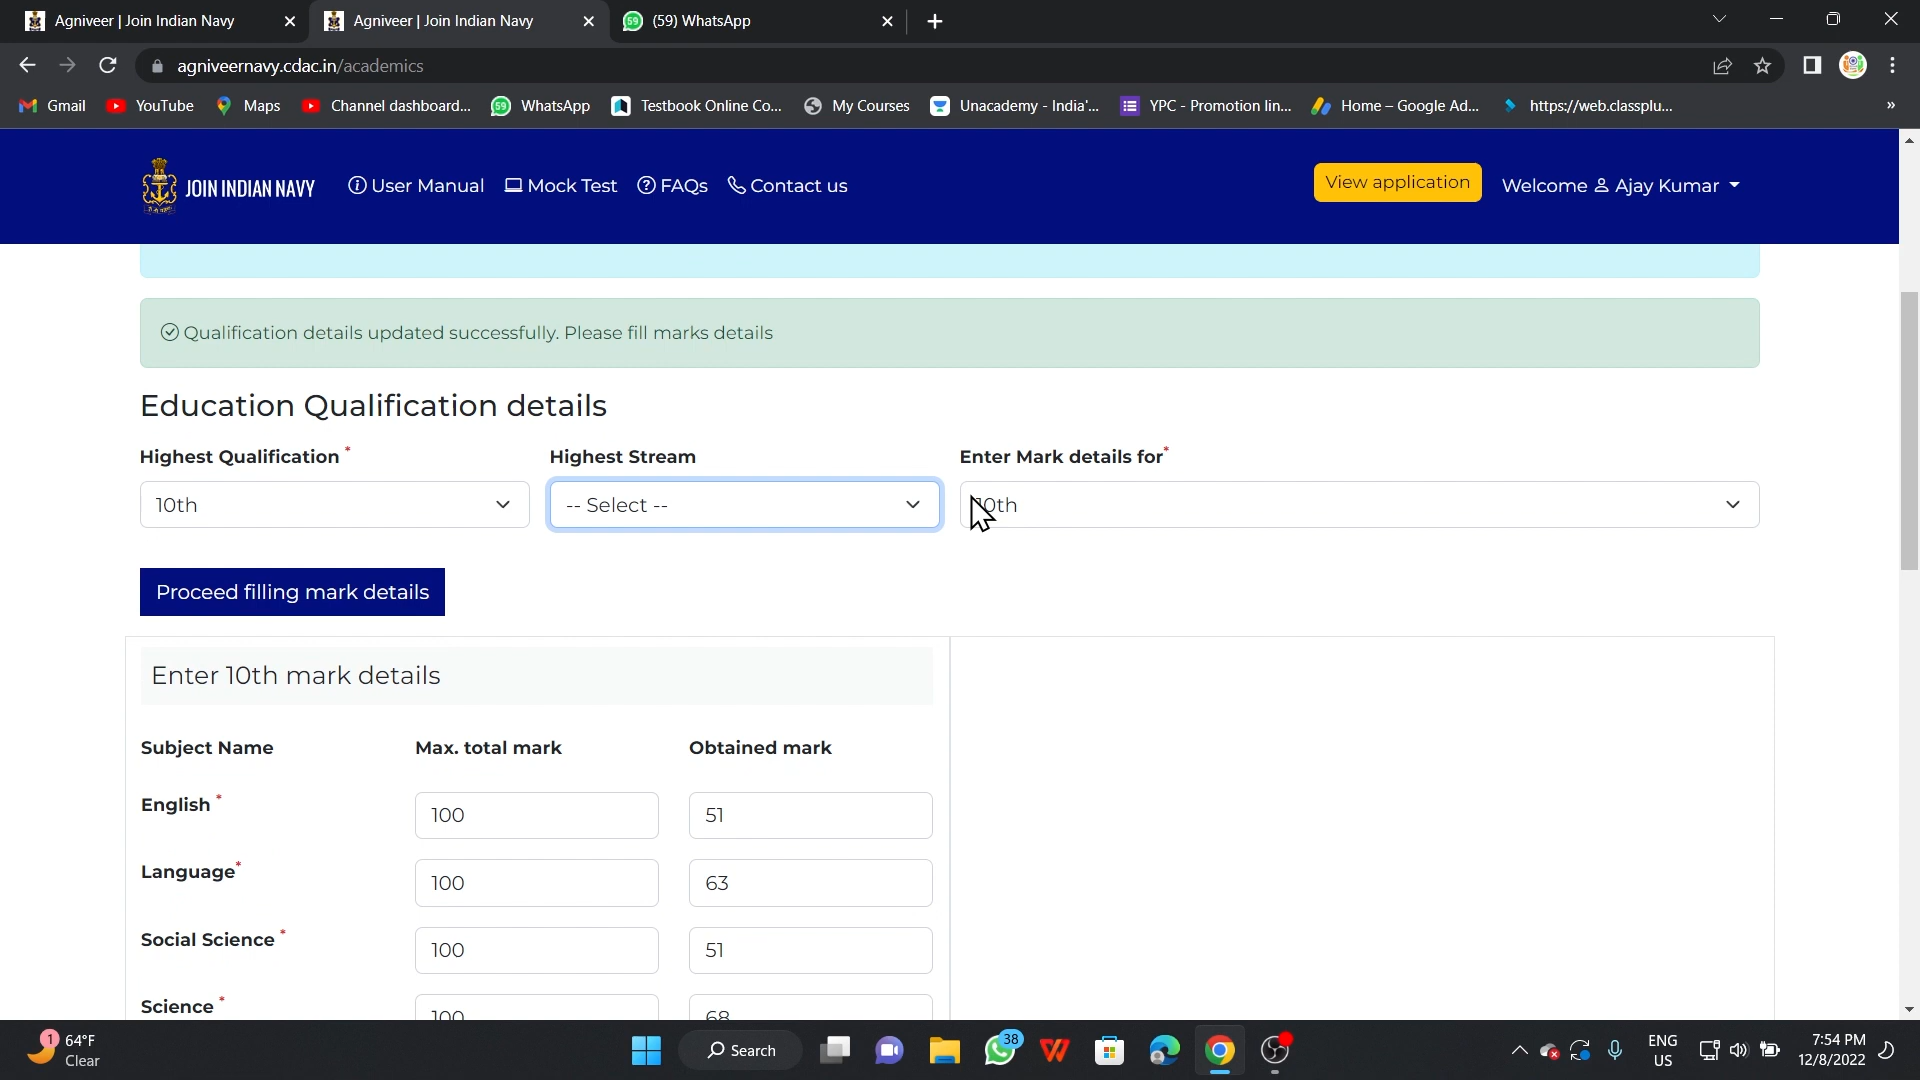 Agniveer | Join Indian Navy
Agniveer | Join Indian Navy
(59) WhatsApp
agniveernavy.cdac.in/academics
Gmail
YouTube
Maps
Channel dashboard...
WhatsApp
Testbook Online Co...
My Courses
Unacademy - India'...
YPC - Promotion lin...
Home – Google Ad...
https://web.classplu...
»
JOIN INDIAN NAVY
User Manual
Mock Test
FAQs
Contact us
View application
Welcome Ajay Kumar
Qualification details updated successfully. Please fill marks details
Education Qualification details
Highest Qualification *
Highest Stream
Enter Mark details for*
10th
-- Select --
10th
Proceed filling mark details
Enter 10th mark details
Subject Name
Max. total mark
Obtained mark
English *
100
51
Language*
100
63
Social Science *
100
51
Science *
100
68
1
64°F
Clear
Search
38
ENG
US
7:54 PM
12/8/2022